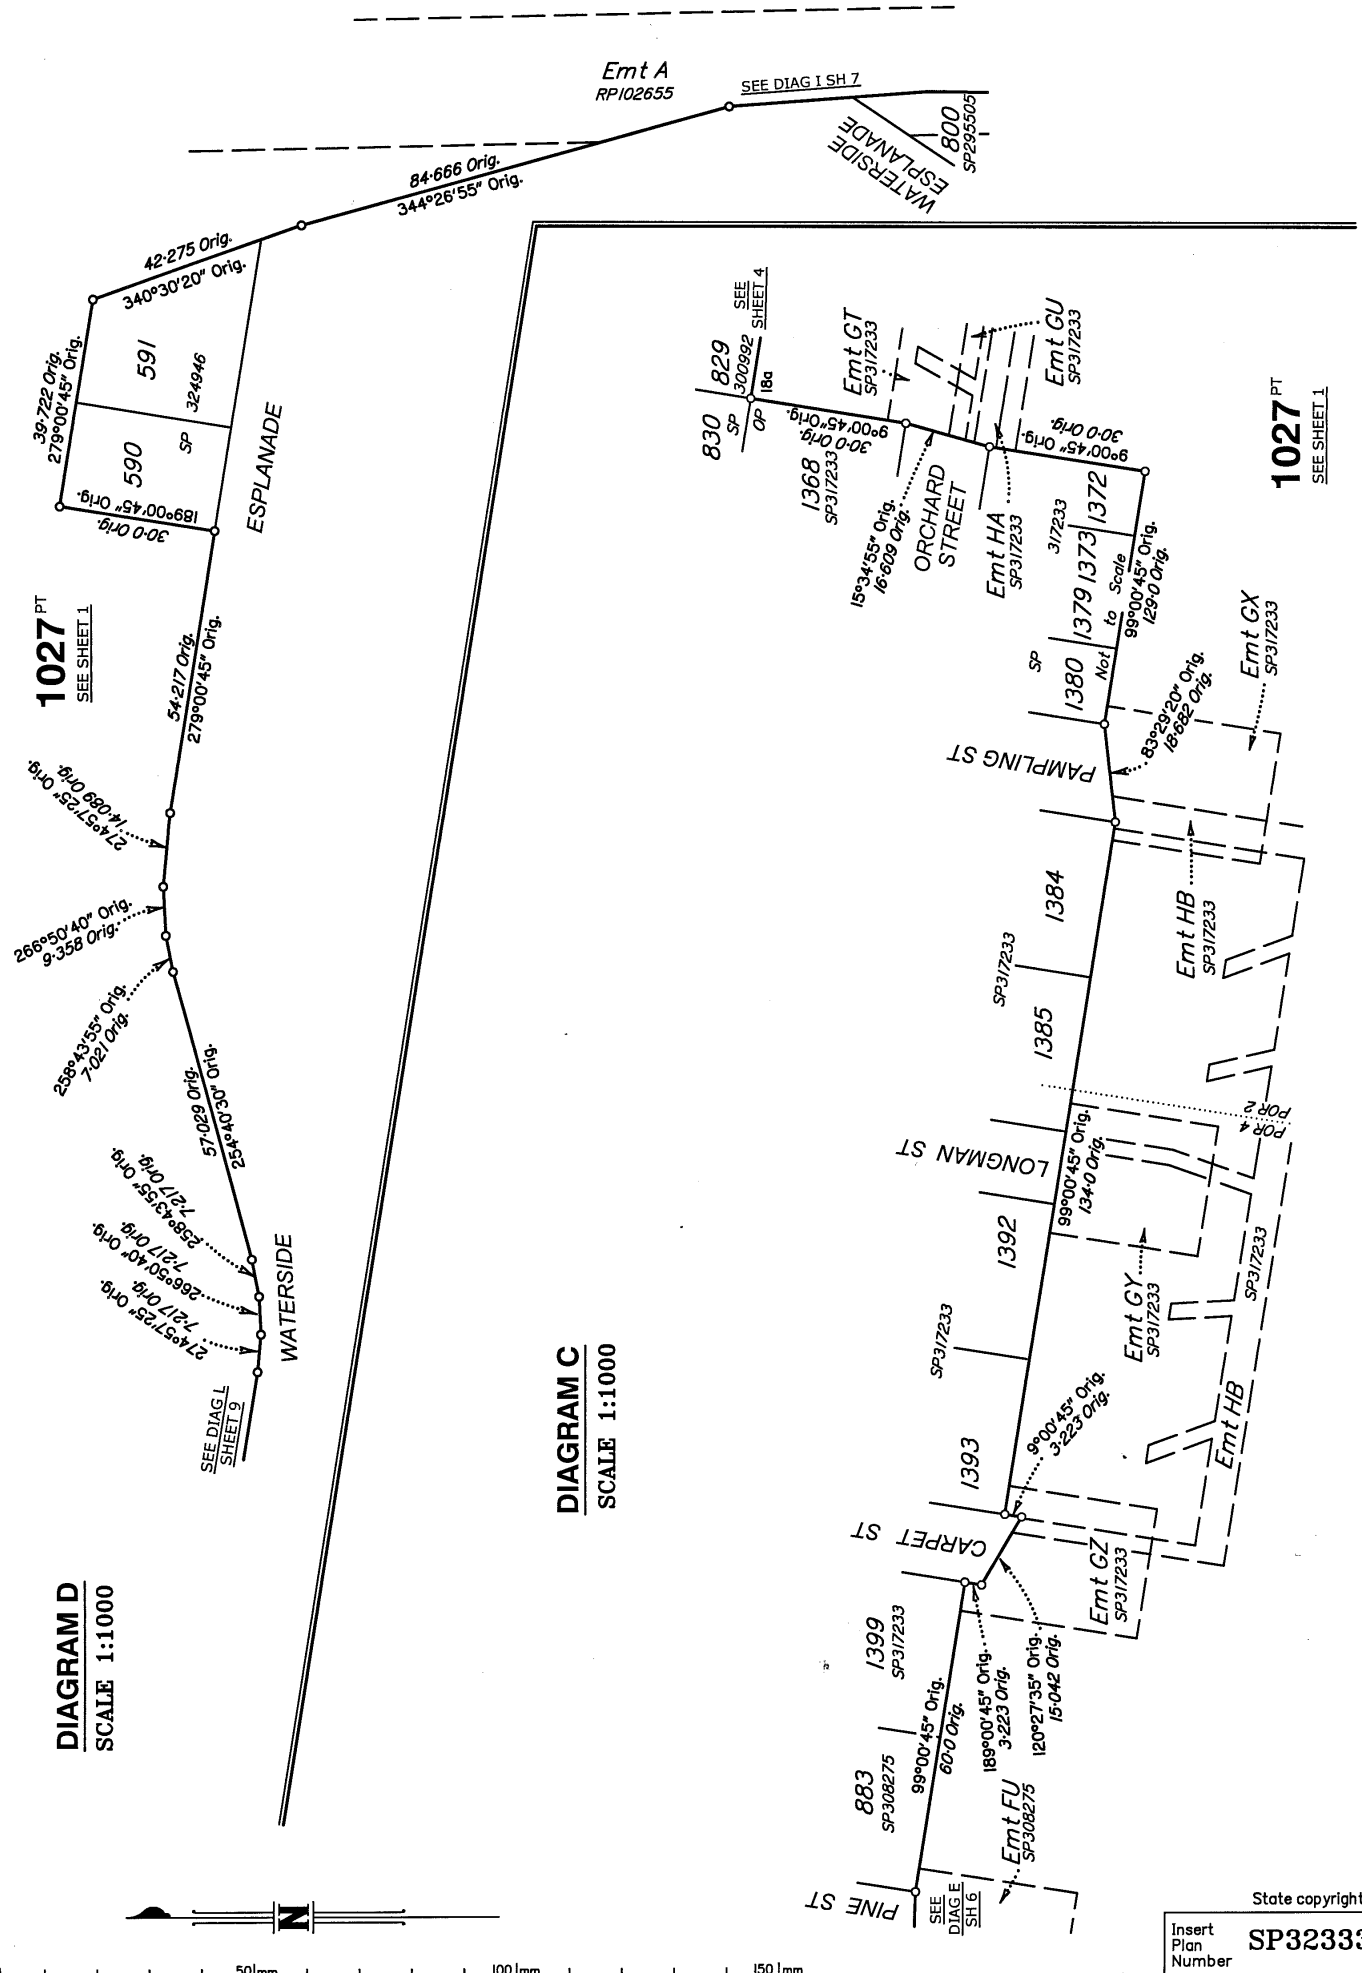 Emt A
RP102655
SEE DIAG I SH 7
WATERSIDE
ESPLANADE
800
SP295505
84·666 Orig.
344°26'55" Orig.
42·275 Orig.
340°30'20" Orig.
39·722 Orig.
279°00'45" Orig.
591
590
SP
324946
189°00'45" Orig.
30·0 Orig.
ESPLANADE
1027 PT
SEE SHEET 1
54·217 Orig.
279°00'45" Orig.
274°57'25" Orig.
14·089 Orig.
266°50'40" Orig.
9·358 Orig.
258°43'55" Orig.
7·021 Orig.
57·029 Orig.
254°40'30" Orig.
258°43'55" Orig.
7·217 Orig.
266°50'40" Orig.
7·217 Orig.
274°57'25" Orig.
7·217 Orig.
WATERSIDE
SEE DIAG L
SHEET 9
DIAGRAM D
SCALE 1:1000
DIAGRAM C
SCALE 1:1000
829
300992
SEE
SHEET 4
18a
830
SP
OP
1368
SP317233
9°00'45" Orig.
30·0 Orig.
Emt GT
SP317233
Emt GU
SP317233
15°34'55" Orig.
16·609 Orig.
ORCHARD
STREET
Emt HA
SP317233
9°00'45" Orig.
30·0 Orig.
1027 PT
SEE SHEET 1
1372
317233
1373
1379
1380
SP
Not to Scale
99°00'45" Orig.
129·0 Orig.
Emt GX
SP317233
83°29'20" Orig.
18·682 Orig.
PAMPLING ST
1384
SP317233
1385
Emt HB
SP317233
POR 2
POR 4
LONGMAN ST
99°00'45" Orig.
134·0 Orig.
1392
SP317233
1393
Emt GY
SP317233
SP317233
Emt HB
9°00'45" Orig.
3·223 Orig.
CARPET ST
Emt GZ
SP317233
1399
SP317233
120°27'35" Orig.
15·042 Orig.
189°00'45" Orig.
3·223 Orig.
99°00'45" Orig.
60·0 Orig.
883
SP308275
Emt FU
SP308275
PINE ST
SEE
DIAG E
SH 6
N
State copyright
Insert
Plan
Number
SP32333
50 mm
100 mm
150 mm